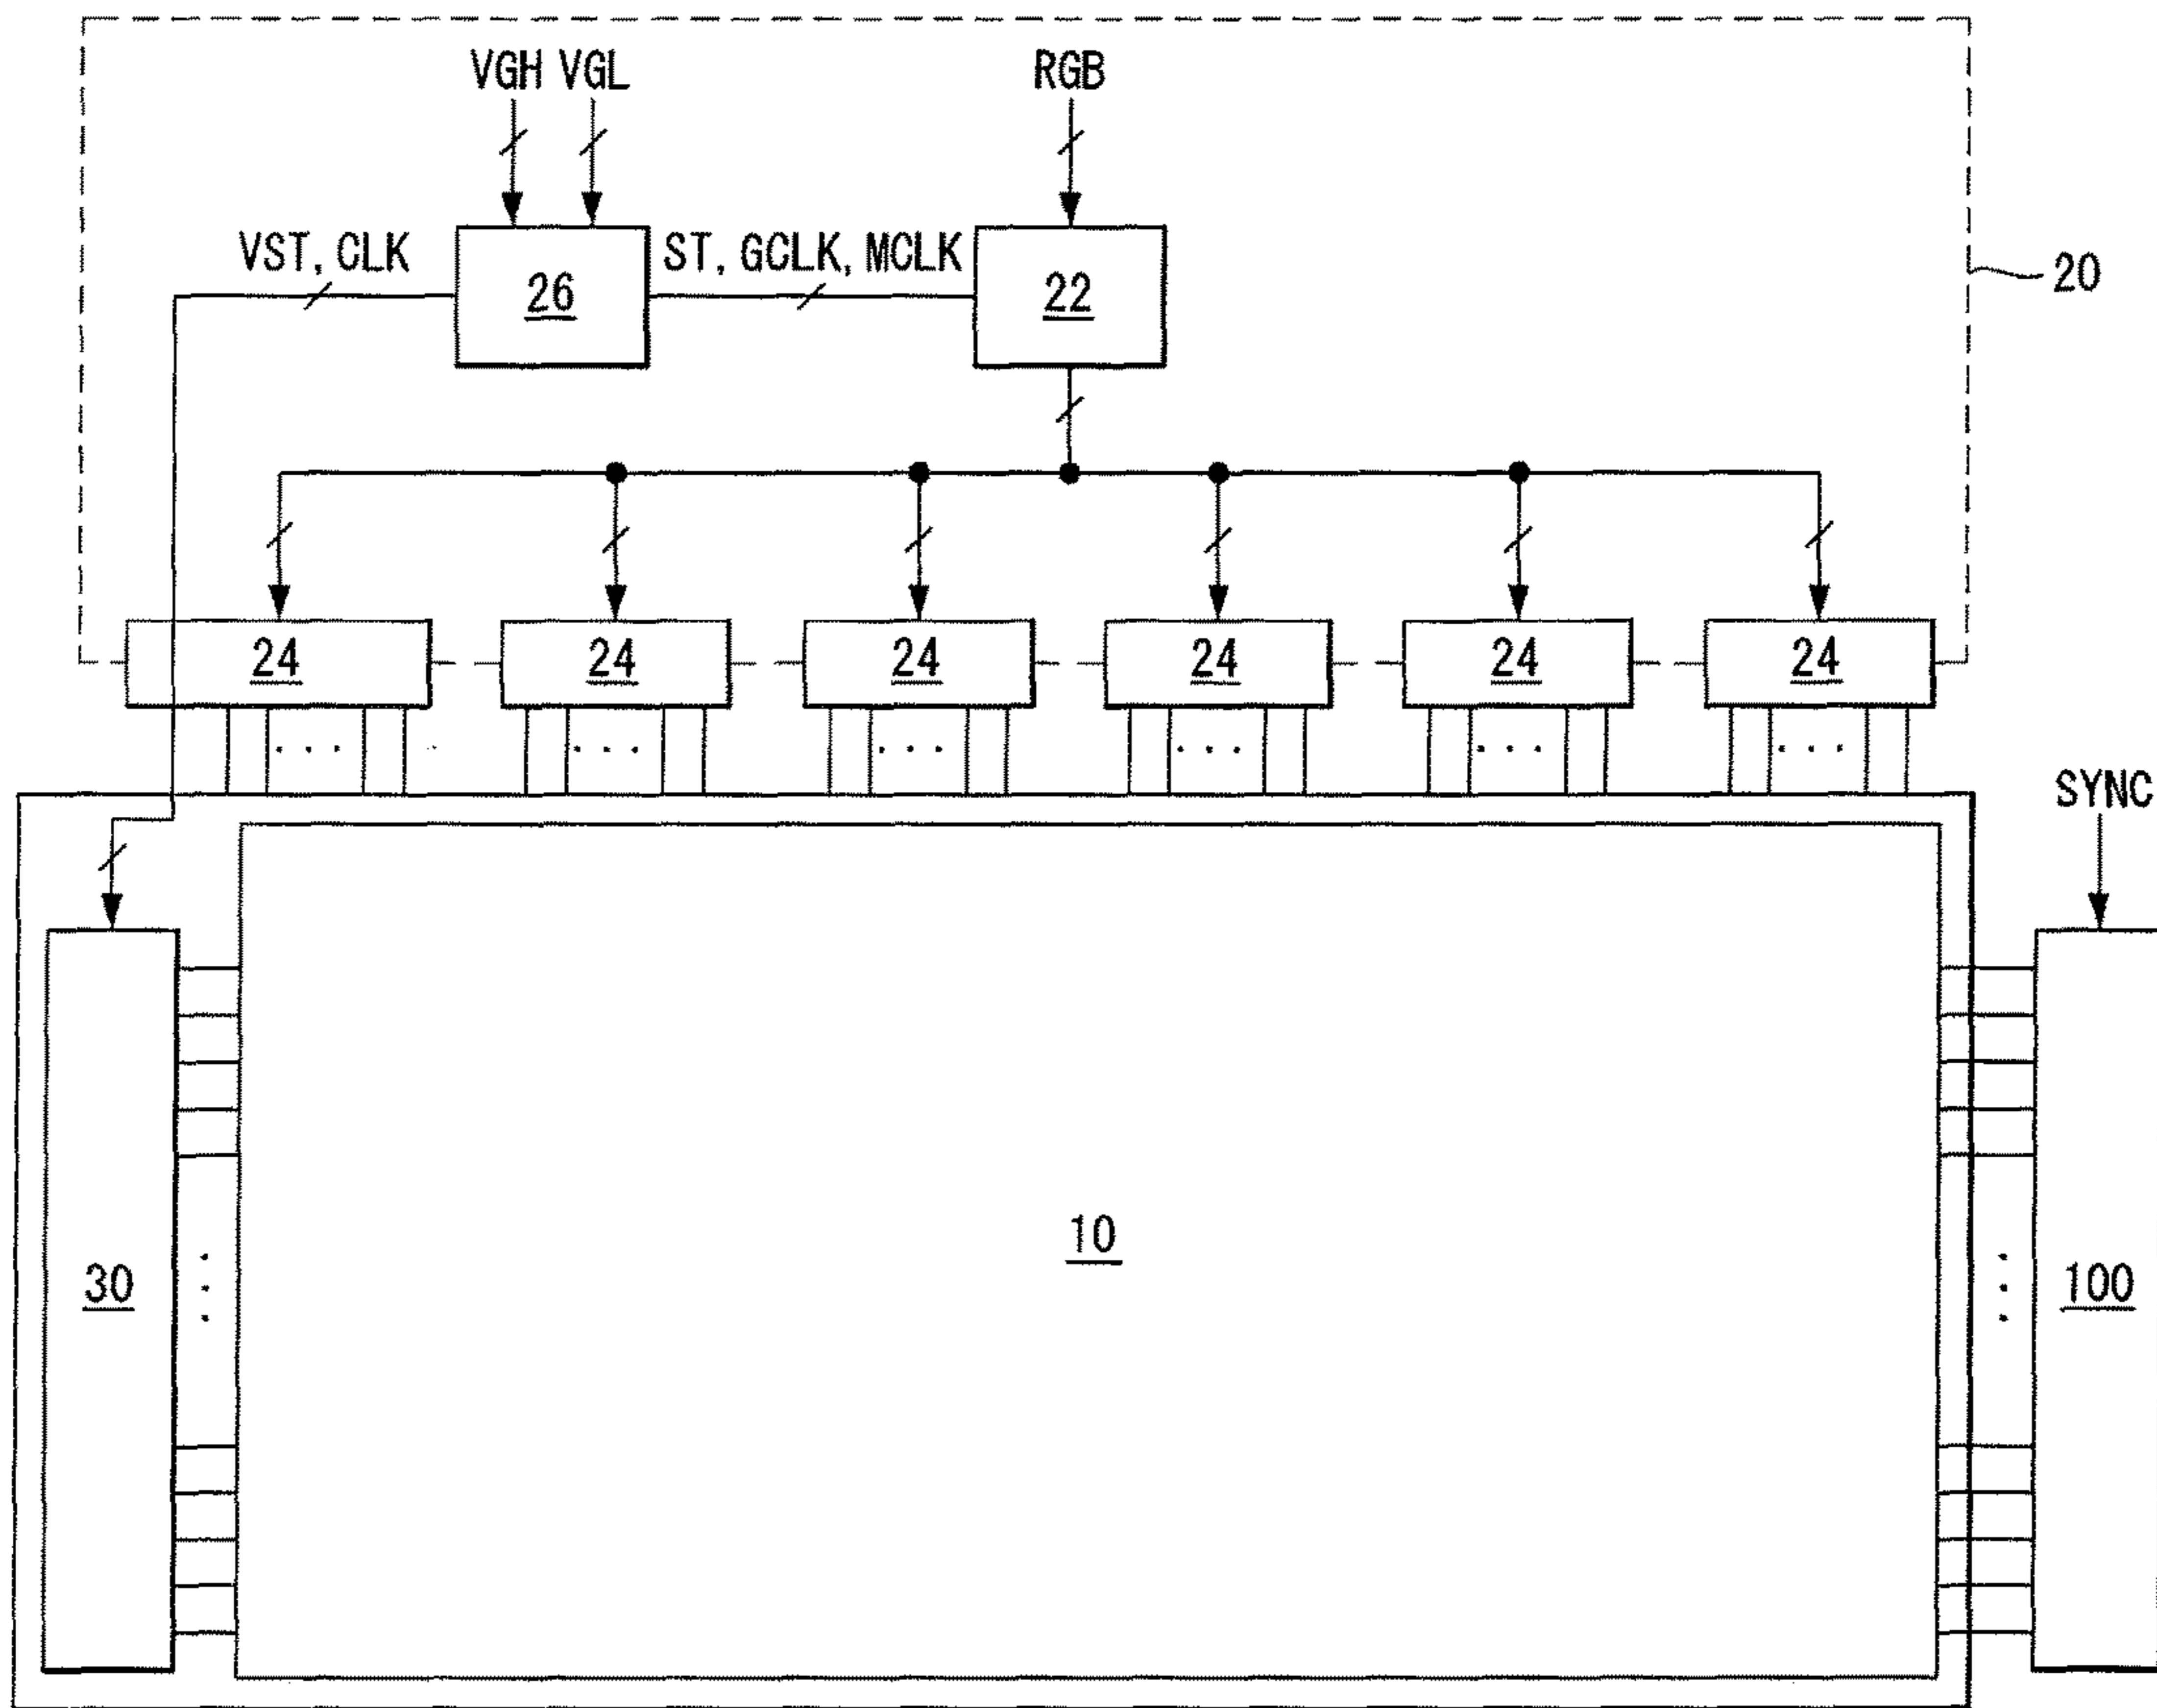 VGH VGL
RGB
VST, CLK
ST, GCLK, MCLK
26
22
20
24
24
24
24
24
24
SYNC
10
30
100